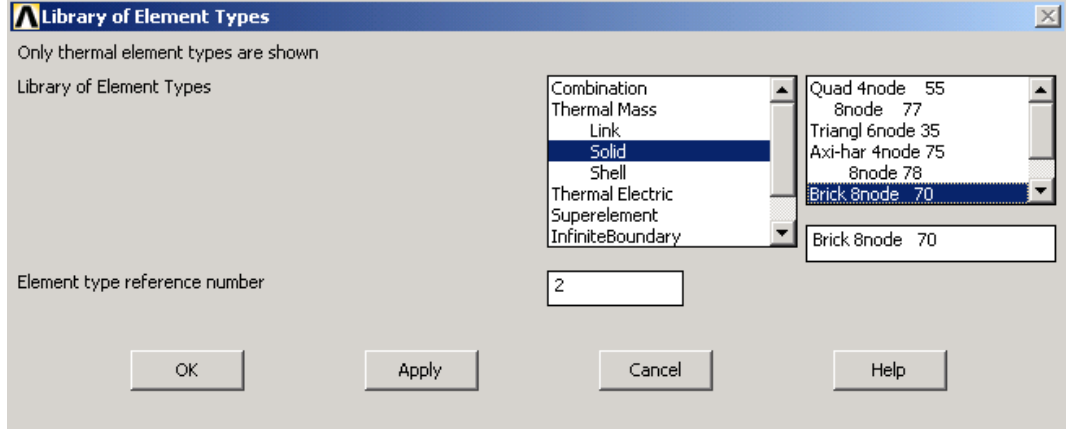 Library of Element Types
Only thermal element types are shown
Library of Element Types
Combination
Thermal Mass
Link
Solid
Shell
Thermal Electric
Superelement
InfiniteBoundary
Quad 4node 55
8node 77
Triangl 6node 35
Axi-har 4node 75
8node 78
Brick 8node 70
Brick 8node 70
Element type reference number
2
OK Apply Cancel Help